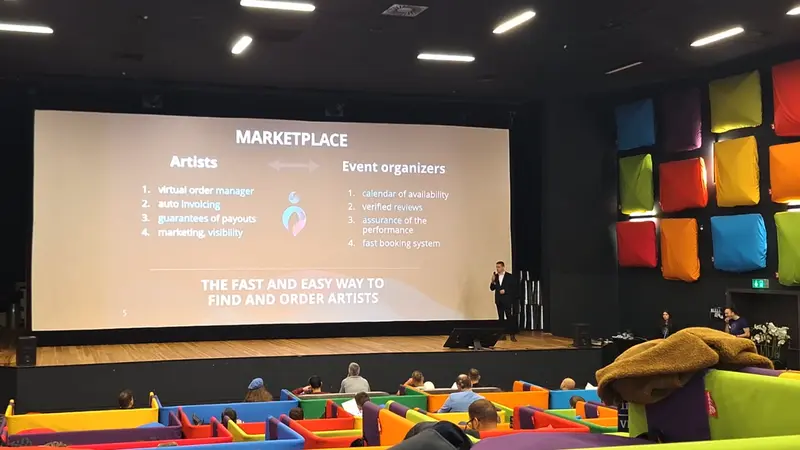 MARKETPLACE
Artists
Event organizers
1. virtual order manager
2. auto invoicing
3. guarantees of payouts
4. marketing, visibility
1. calendar of availability
2. verified reviews
3. assurance of the
performance
4. fast booking system
THE FAST AND EASY WAY TO
FIND AND ORDER ARTISTS
5